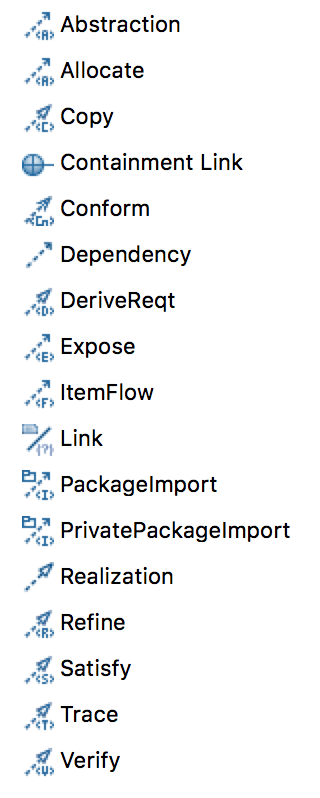 Abstraction
Allocate
Copy
Containment Link
Conform
Dependency
DeriveReqt
Expose
ItemFlow
Link
PackageImport
PrivatePackageImport
Realization
Refine
Satisfy
Trace
Verify